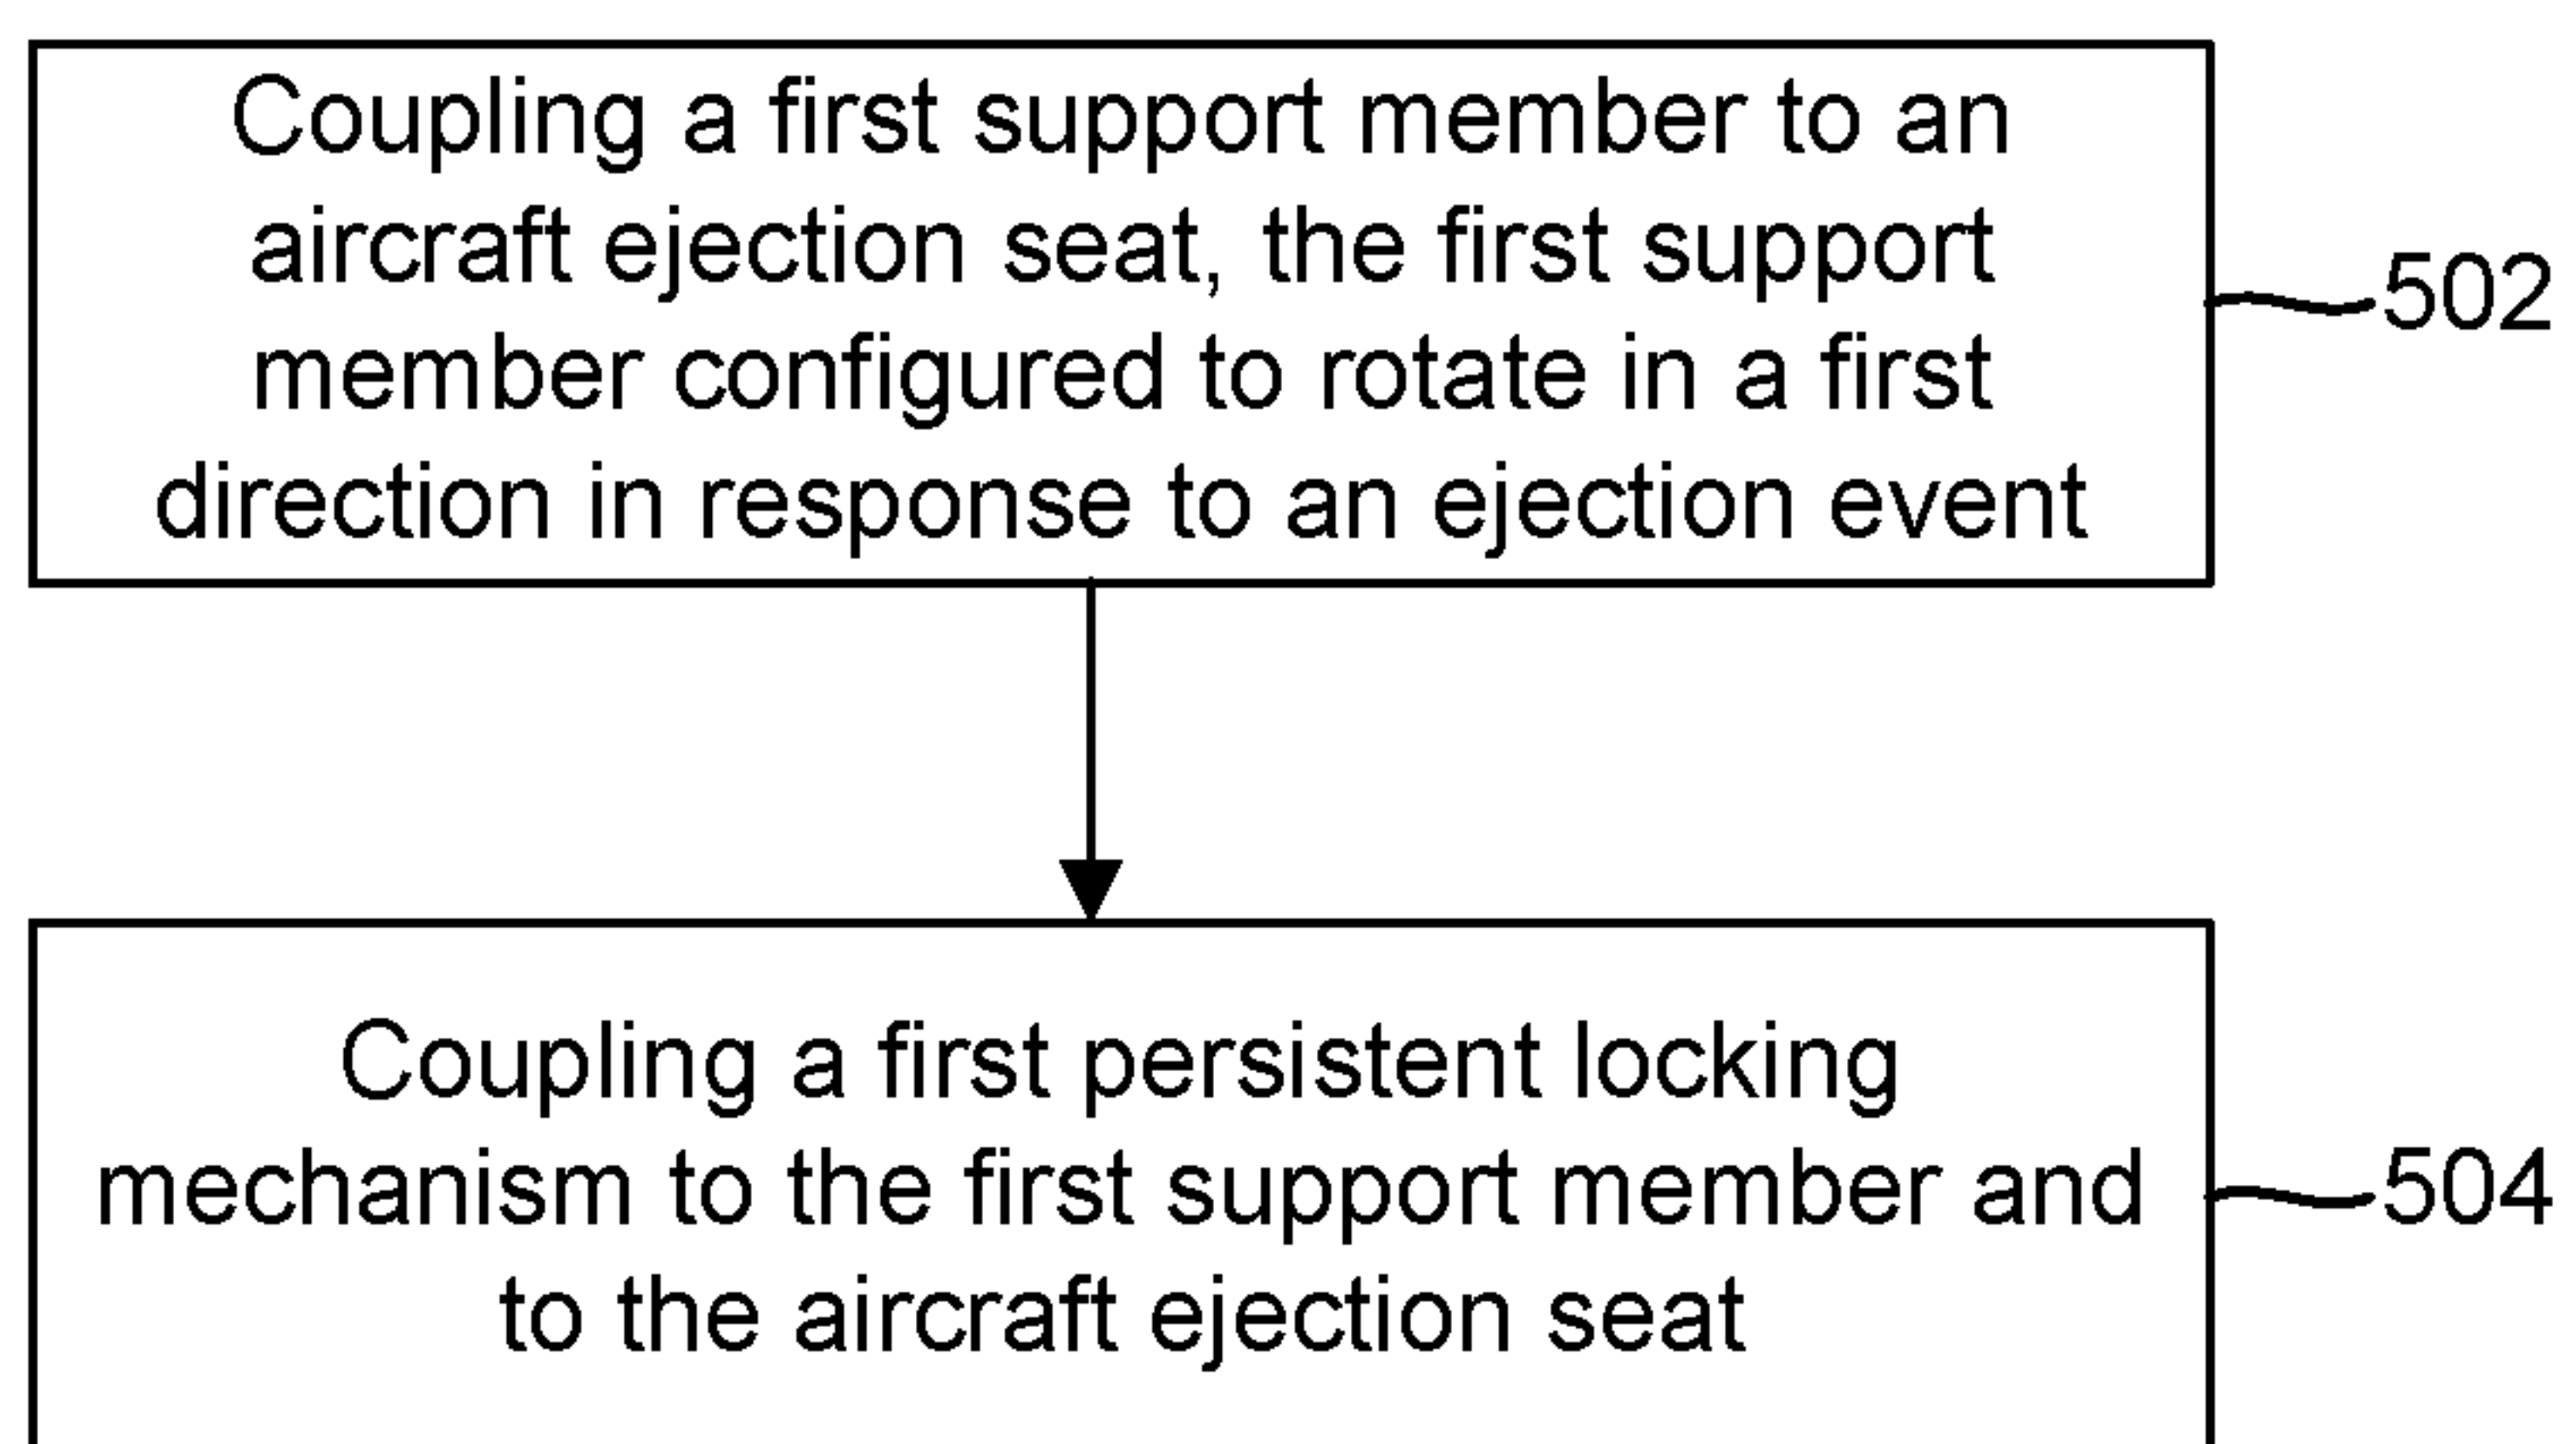 Coupling a first support member to an
aircraft ejection seat, the first support
member configured to rotate in a first
direction in response to an ejection event
502
Coupling a first persistent locking
mechanism to the first support member and
to the aircraft ejection seat
504